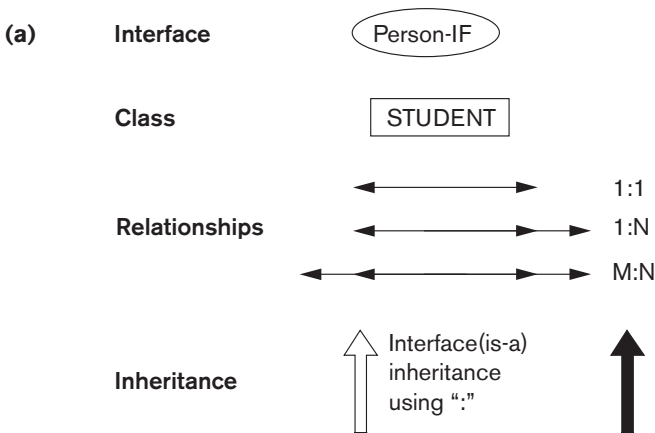 (a) Interface Person-IF
Class STUDENT
1:1
Relationships 1:N
M:N
Interface(is-a)
Inheritance inheritance
using “:”